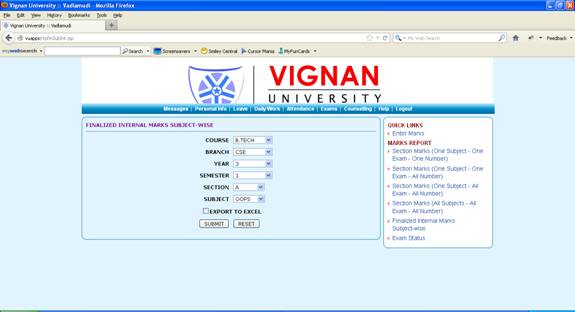 Vignan University :: Vadlamudi - Mozilla Firefox
File Edit View History Bookmarks Tools Help
Vignan University :: Vadlamudi
Search
Screensavers
Smiley Central
Cursor Mania
MyFunCards
My Web Search
Feedback
VIGNAN
UNIVERSITY
Messages | Personal Info | Leave | Daily Work | Attendance | Exams | Counselling | Help | Logout
FINALIZED INTERNAL MARKS SUBJECT-WISE
COURSE B.TECH
BRANCH CSE
YEAR 3
SEMESTER 1
SECTION A
SUBJECT OOPS
EXPORT TO EXCEL
SUBMIT RESET
QUICK LINKS
Enter Marks
MARKS REPORT
Section Marks (One Subject - One
Exam - One Number)
Section Marks (One Subject - One
Exam - All Number)
Section Marks (One Subject - All
Exam - All Number)
Section Marks (All Subjects - All
Exam - All Number)
Finalized Internal Marks
Subject-wise
Exam Status